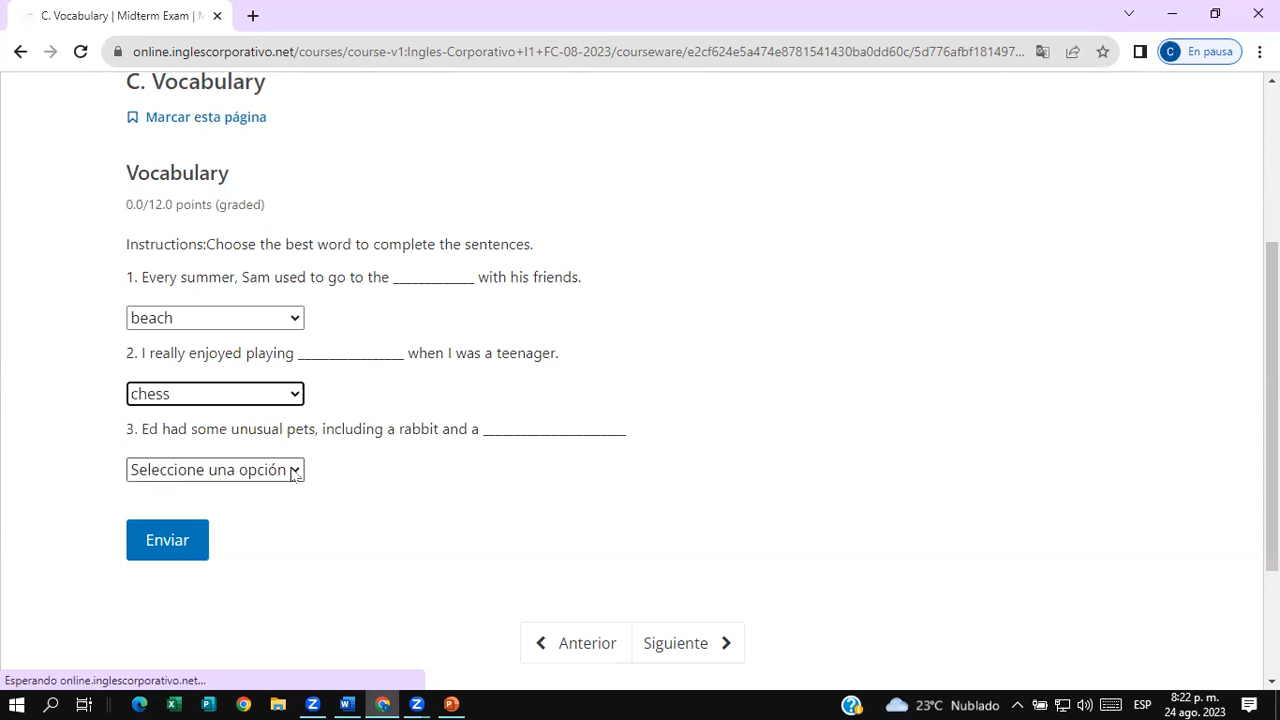 C. Vocabulary | Midterm Exam | M
online.inglescorporativo.net/courses/course-v1:Ingles-Corporativo+I1+FC-08-2023/courseware/e2cf624e5a474e8781541430ba0dd60c/5d776afbf181497...
C
En pausa
C. Vocabulary
Marcar esta página
Vocabulary
0.0/12.0 points (graded)
Instructions:Choose the best word to complete the sentences.
1. Every summer, Sam used to go to the _____________ with his friends.
beach
2. I really enjoyed playing _________________ when I was a teenager.
chess
3. Ed had some unusual pets, including a rabbit and a _______________________
Seleccione una opción
Enviar
Anterior
Siguiente
Esperando online.inglescorporativo.net...
23°C Nublado
ESP
8:22 p. m.
24 ago. 2023